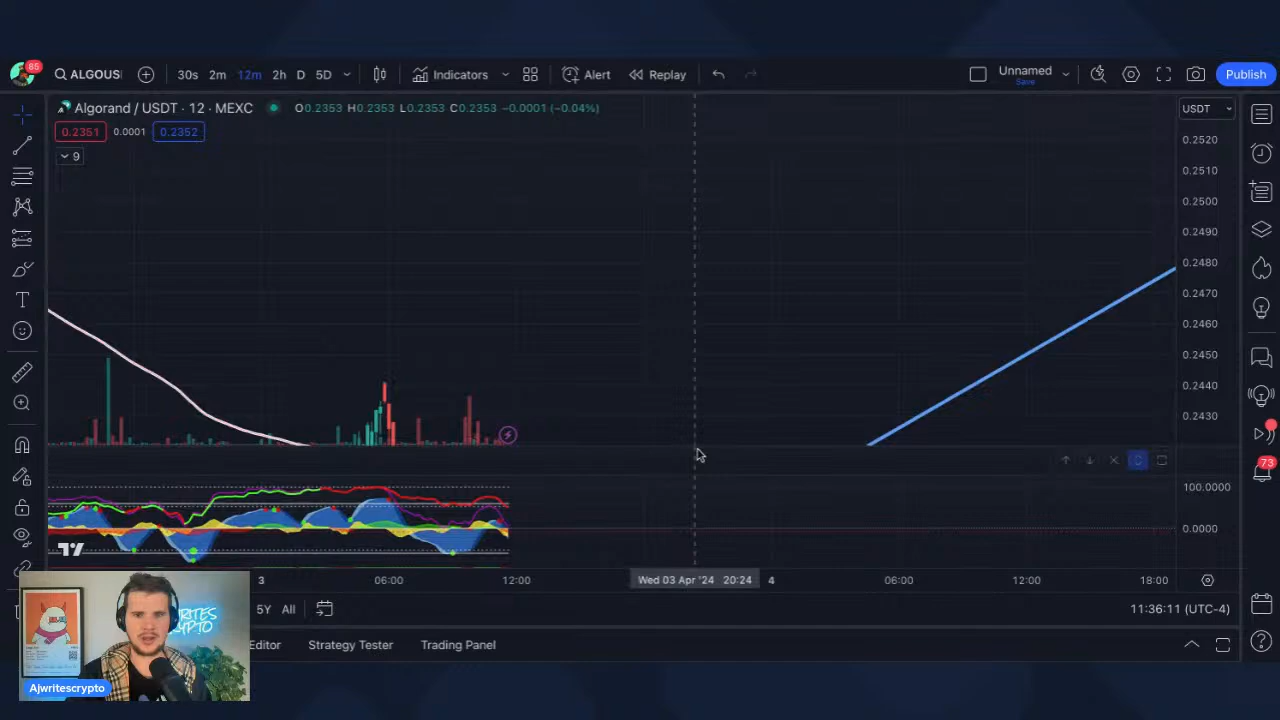 85
ALGOUS
30s 2m 12m 2h D 5D
Indicators
Alert
Replay
Unnamed
Save
Publish
Algorand / USDT · 12 · MEXC
O0.2353 H0.2353 L0.2353 C0.2353 −0.0001 (−0.04%)
USDT
0.2351 0.0001 0.2352
9
0.2520
0.2510
0.2500
0.2490
0.2480
0.2470
0.2460
0.2450
0.2440
0.2430
73
100.0000
0.0000
3 06:00 12:00 Wed 03 Apr '24 20:24 4 06:00 12:00 18:00
5Y All
11:36:11 (UTC-4)
Editor Strategy Tester Trading Panel
WRITES
CRYPTO
Ajwritescrypto